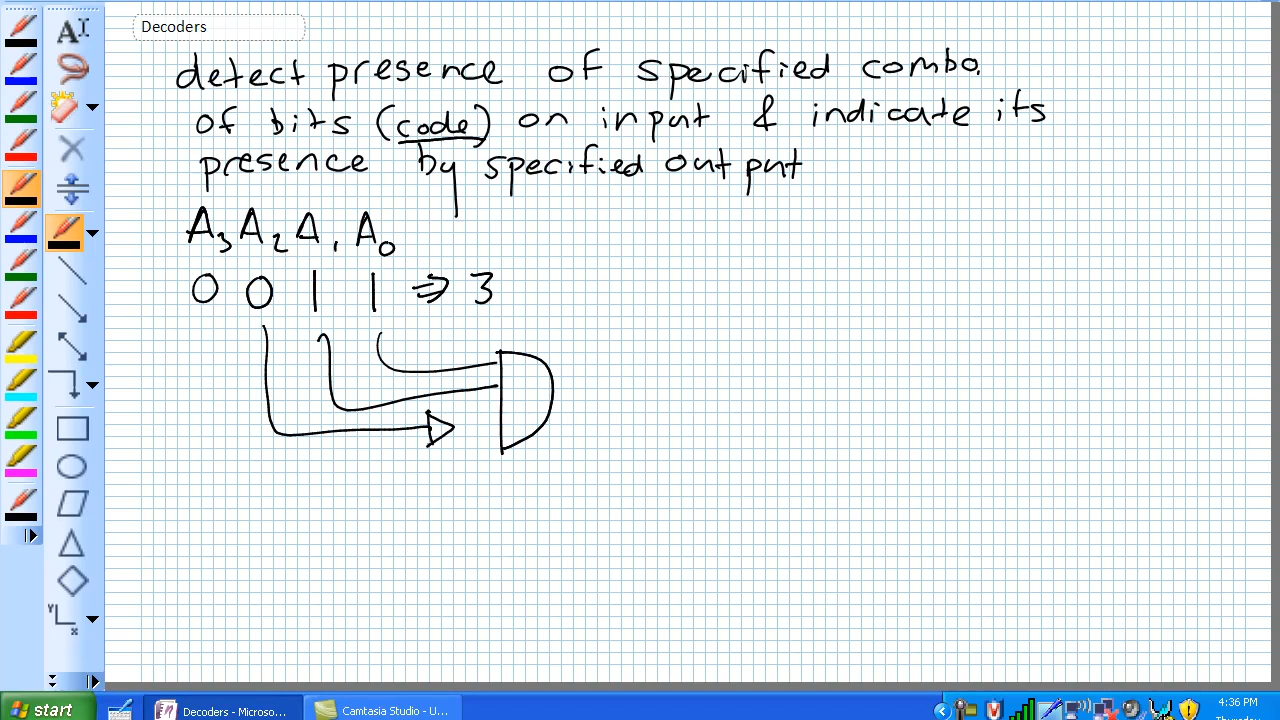 Decoders
detect presence of specified combo.
of bits (code) on input & indicate its
presence by specified output
A3 A2 A1 A0
0 0 1 1 ⇒ 3
start
Decoders - Microso...
Camtasia Studio - U...
4:36 PM